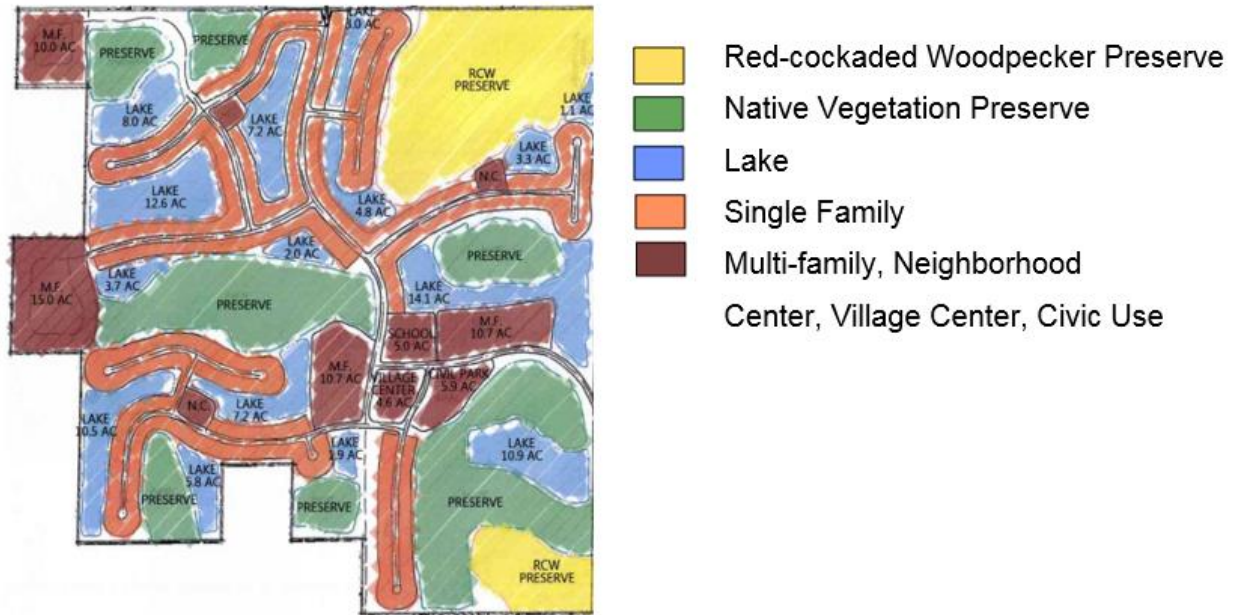 LAKE
3.0 AC
M.F.
10.0 AC
PRESERVE
PRESERVE
RCW
PRESERVE
LAKE
8.0 AC
LAKE
7.2 AC
LAKE
1.1 AC
LAKE
3.3 AC
N.C.
LAKE
12.6 AC
LAKE
4.8 AC
LAKE
2.0 AC
PRESERVE
LAKE
3.7 AC
M.F.
15.0 AC
PRESERVE
LAKE
14.1 AC
SCHOOL
5.0 AC
M.F.
10.7 AC
M.F.
10.7 AC
VILLAGE
CENTER
4.6 AC
CIVIL PARK
5.9 AC
N.C.
LAKE
7.2 AC
LAKE
10.5 AC
LAKE
1.9 AC
LAKE
10.9 AC
LAKE
5.8 AC
PRESERVE
PRESERVE
PRESERVE
RCW
PRESERVE
Red-cockaded Woodpecker Preserve
Native Vegetation Preserve
Lake
Single Family
Multi-family, Neighborhood
Center, Village Center, Civic Use